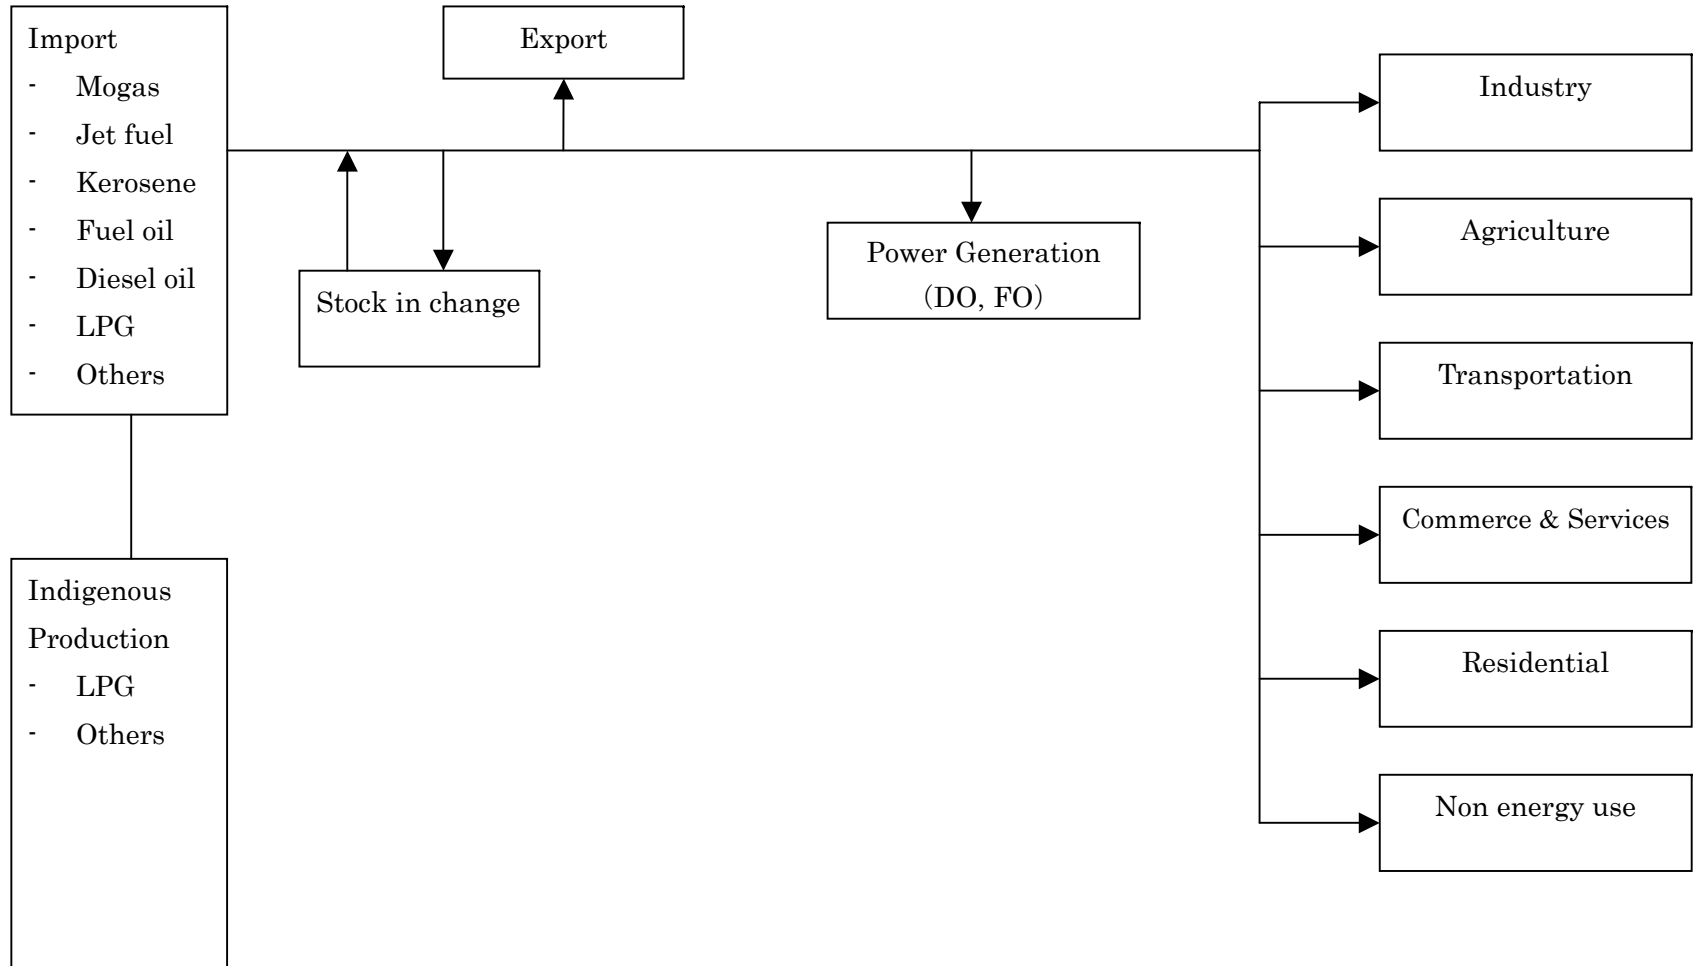 Import
- Mogas
- Jet fuel
- Kerosene
- Fuel oil
- Diesel oil
- LPG
- Others
Export
Stock in change
Power Generation
(DO, FO)
Industry
Agriculture
Transportation
Commerce & Services
Residential
Non energy use
Indigenous
Production
- LPG
- Others